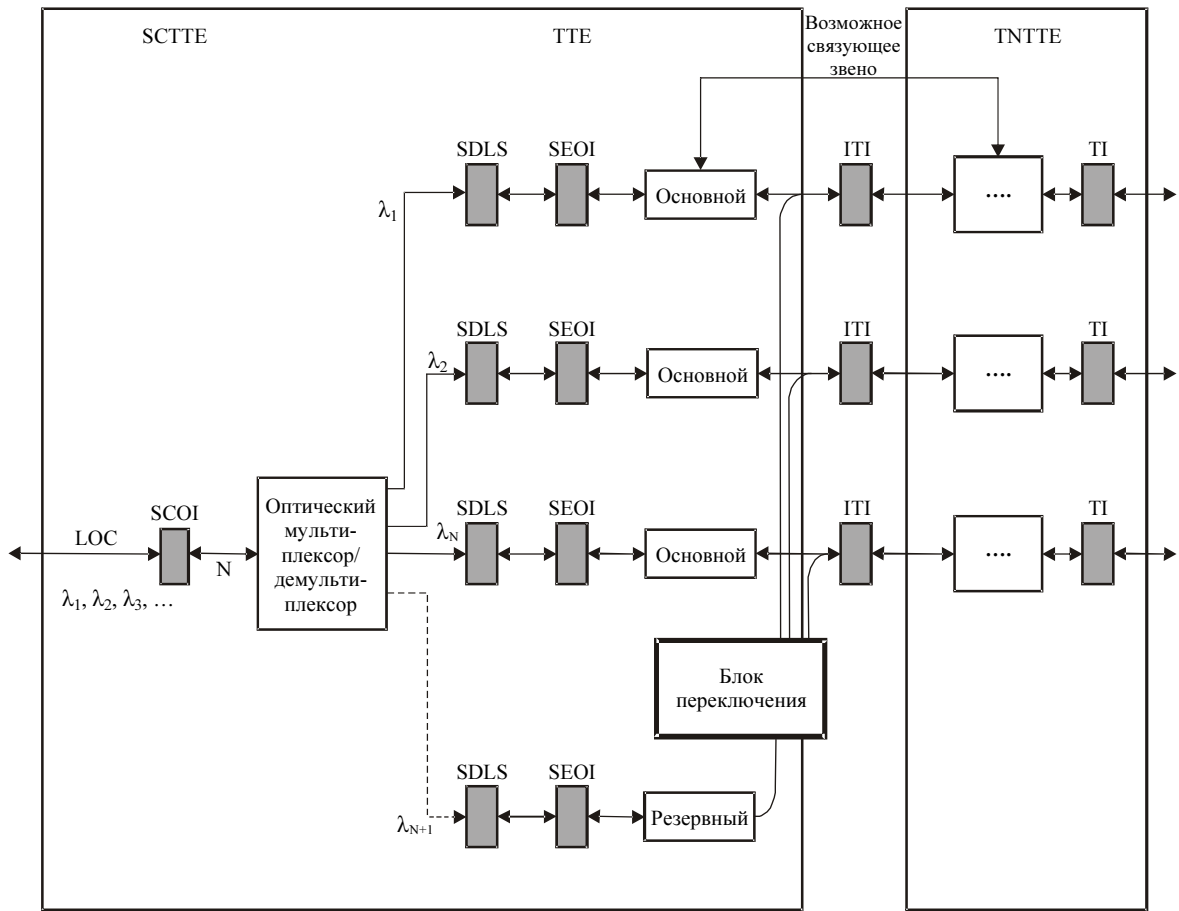 SCTTE
TTE
Возможное
связующее
звено
TNTTE
SDLS
SEOI
ITI
TI
λ1
Основной
....
SDLS
SEOI
ITI
TI
λ2
Основной
....
SCOI
LOC
N
λ1, λ2, λ3, …
Оптический
мульти-
плексор/
демульти-
плексор
SDLS
SEOI
ITI
TI
λN
Основной
....
Блок
переключения
SDLS
SEOI
λN+1
Резервный